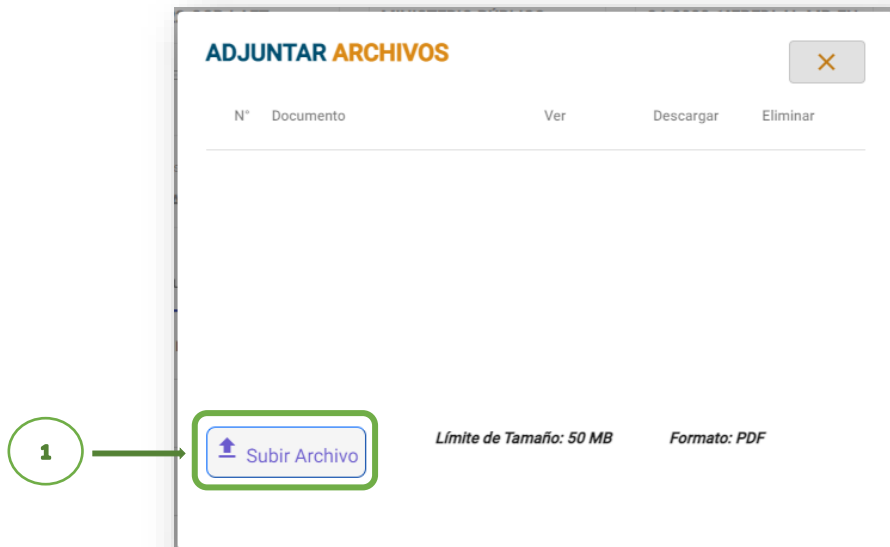 ADJUNTAR ARCHIVOS
N° Documento Ver Descargar Eliminar
1
Subir Archivo
Límite de Tamaño: 50 MB
Formato: PDF